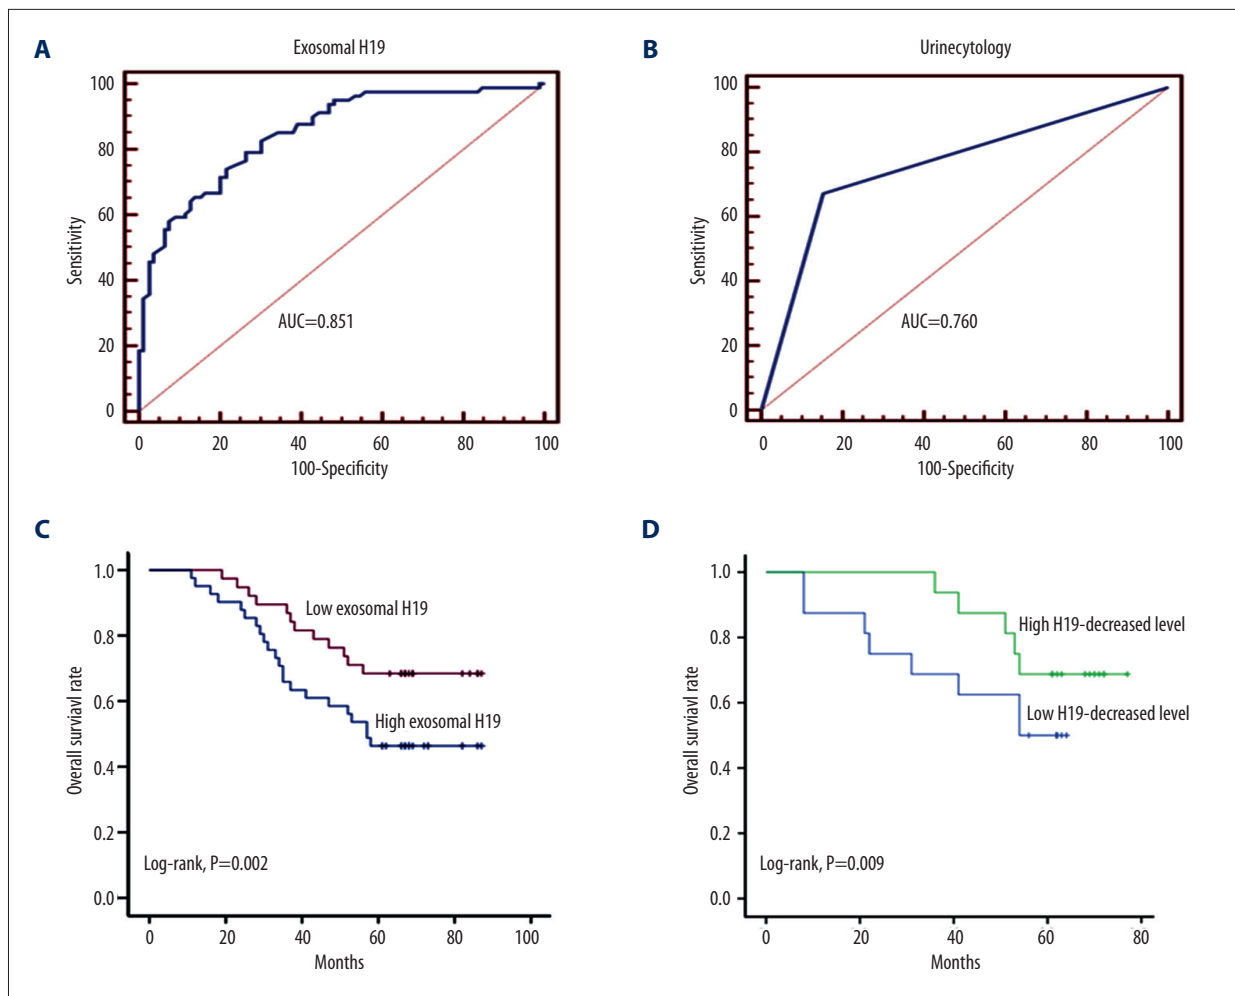 A
Exosomal H19
100
80
60
40
20
0
Sensitivity
AUC=0.851
0 20 40 60 80 100
100-Specificity
B
Urinecytology
100
80
60
40
20
0
Sensitivity
AUC=0.760
0 20 40 60 80 100
100-Specificity
C
1.0
0.8
0.6
0.4
0.2
0.0
Overall surviavl rate
Low exosomal H19
High exosomal H19
Log-rank, P=0.002
0 20 40 60 80 100
Months
D
1.0
0.8
0.6
0.4
0.2
0.0
Overall surviavl rate
High H19-decreased level
Low H19-decreased level
Log-rank, P=0.009
0 20 40 60 80
Months